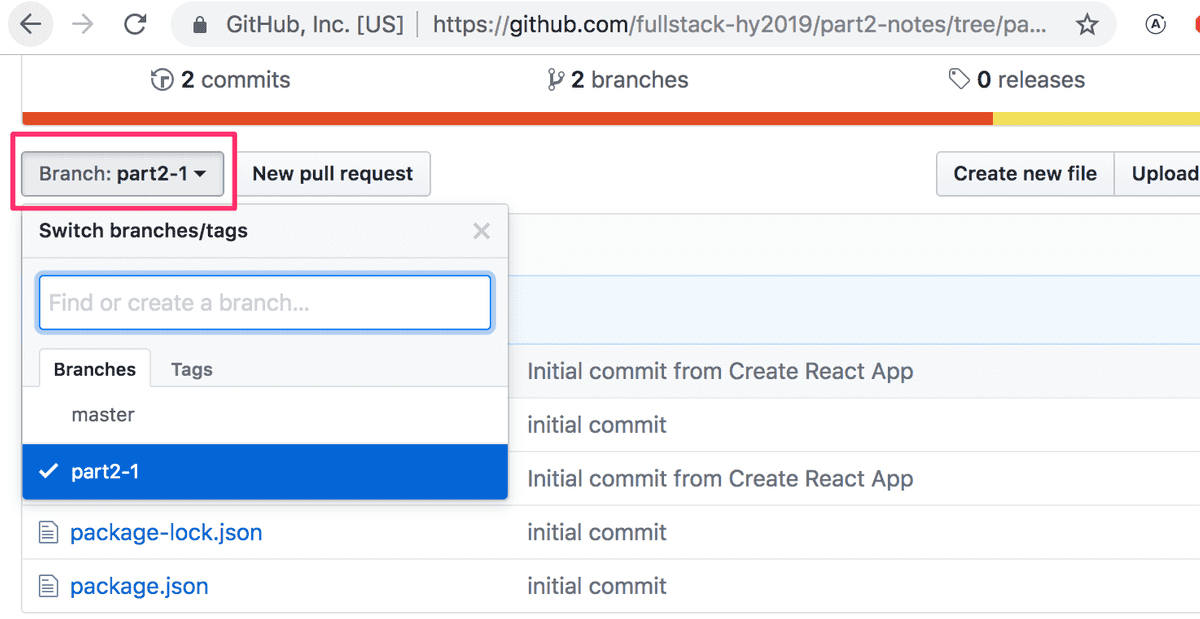 GitHub, Inc. [US] https://github.com/fullstack-hy2019/part2-notes/tree/pa...
2 commits 2 branches 0 releases
Branch: part2-1 New pull request Create new file Upload
Switch branches/tags
Find or create a branch...
Branches Tags
Initial commit from Create React App
master
initial commit
part2-1
Initial commit from Create React App
package-lock.json initial commit
package.json initial commit